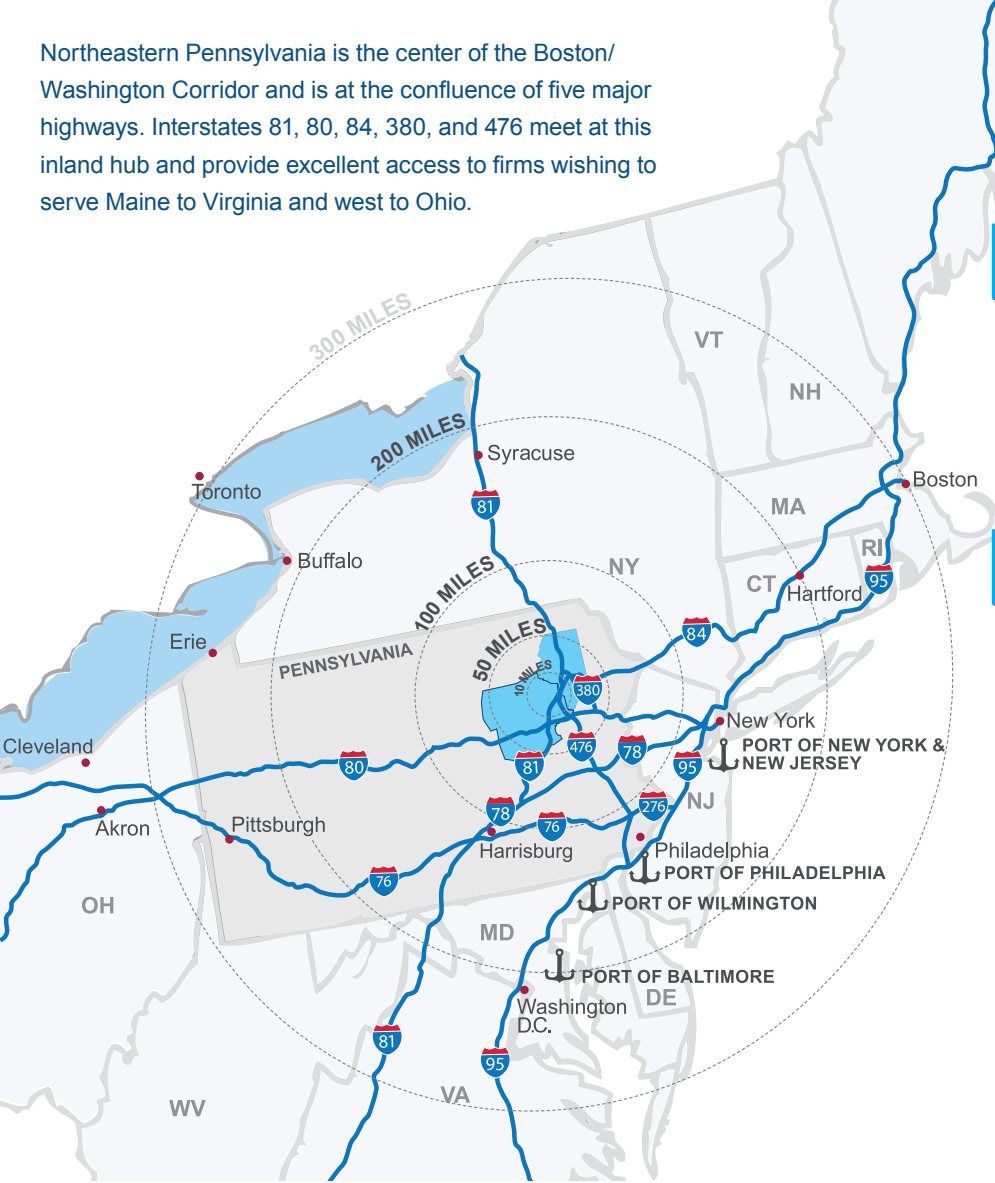 Northeastern Pennsylvania is the center of the Boston/
Washington Corridor and is at the confluence of five major
highways. Interstates 81, 80, 84, 380, and 476 meet at this
inland hub and provide excellent access to firms wishing to
serve Maine to Virginia and west to Ohio.
300 MILES
VT
NH
200 MILES
Syracuse
Toronto
Boston
81
MA
Buffalo
100 MILES
NY
RI
CT
95
Hartford
50 MILES
84
Erie
PENNSYLVANIA
10 MILES
380
New York
Cleveland
476
78
PORT OF NEW YORK &
NEW JERSEY
80
81
95
NJ
78
276
Akron
Pittsburgh
76
Harrisburg
Philadelphia
76
PORT OF PHILADELPHIA
OH
PORT OF WILMINGTON
MD
PORT OF BALTIMORE
DE
Washington
D.C.
81
95
VA
WV